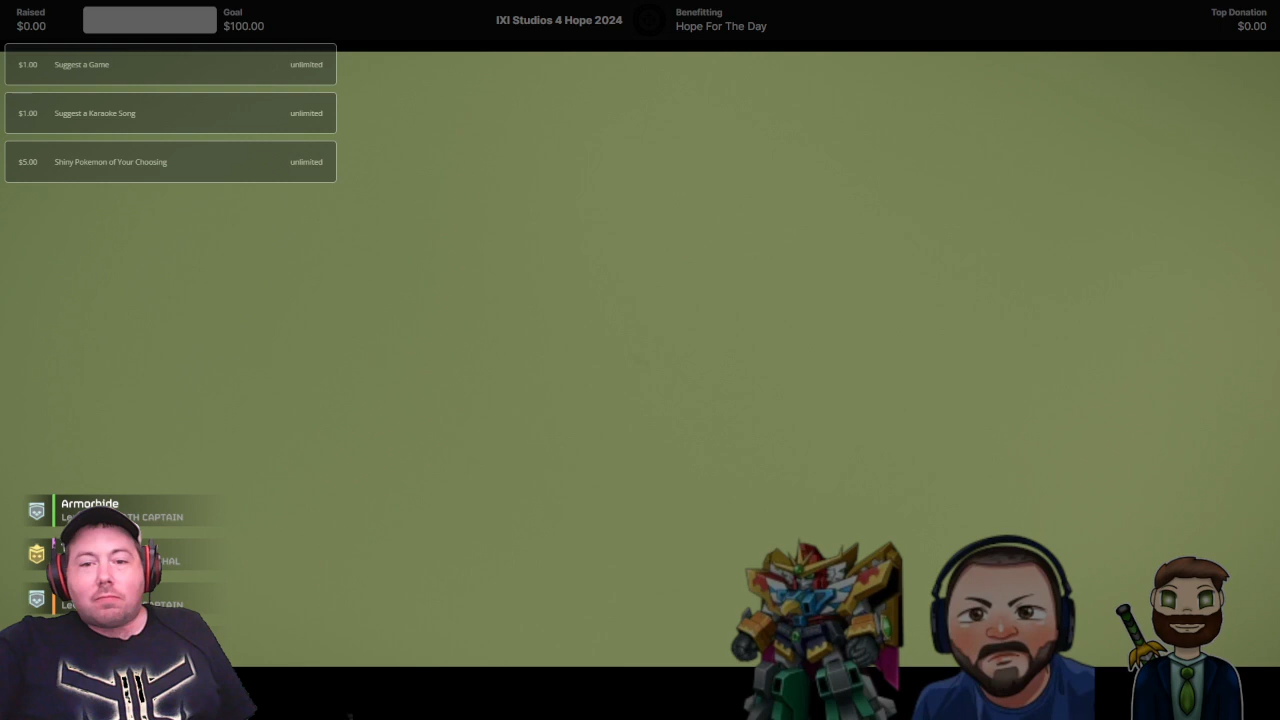 Raised
$0.00
Goal
$100.00
IXI Studios 4 Hope 2024
Benefitting
Hope For The Day
Top Donation
$0.00
$1.00 Suggest a Game unlimited
$1.00 Suggest a Karaoke Song unlimited
$5.00 Shiny Pokemon of Your Choosing unlimited
Armorhide
CAPTAIN